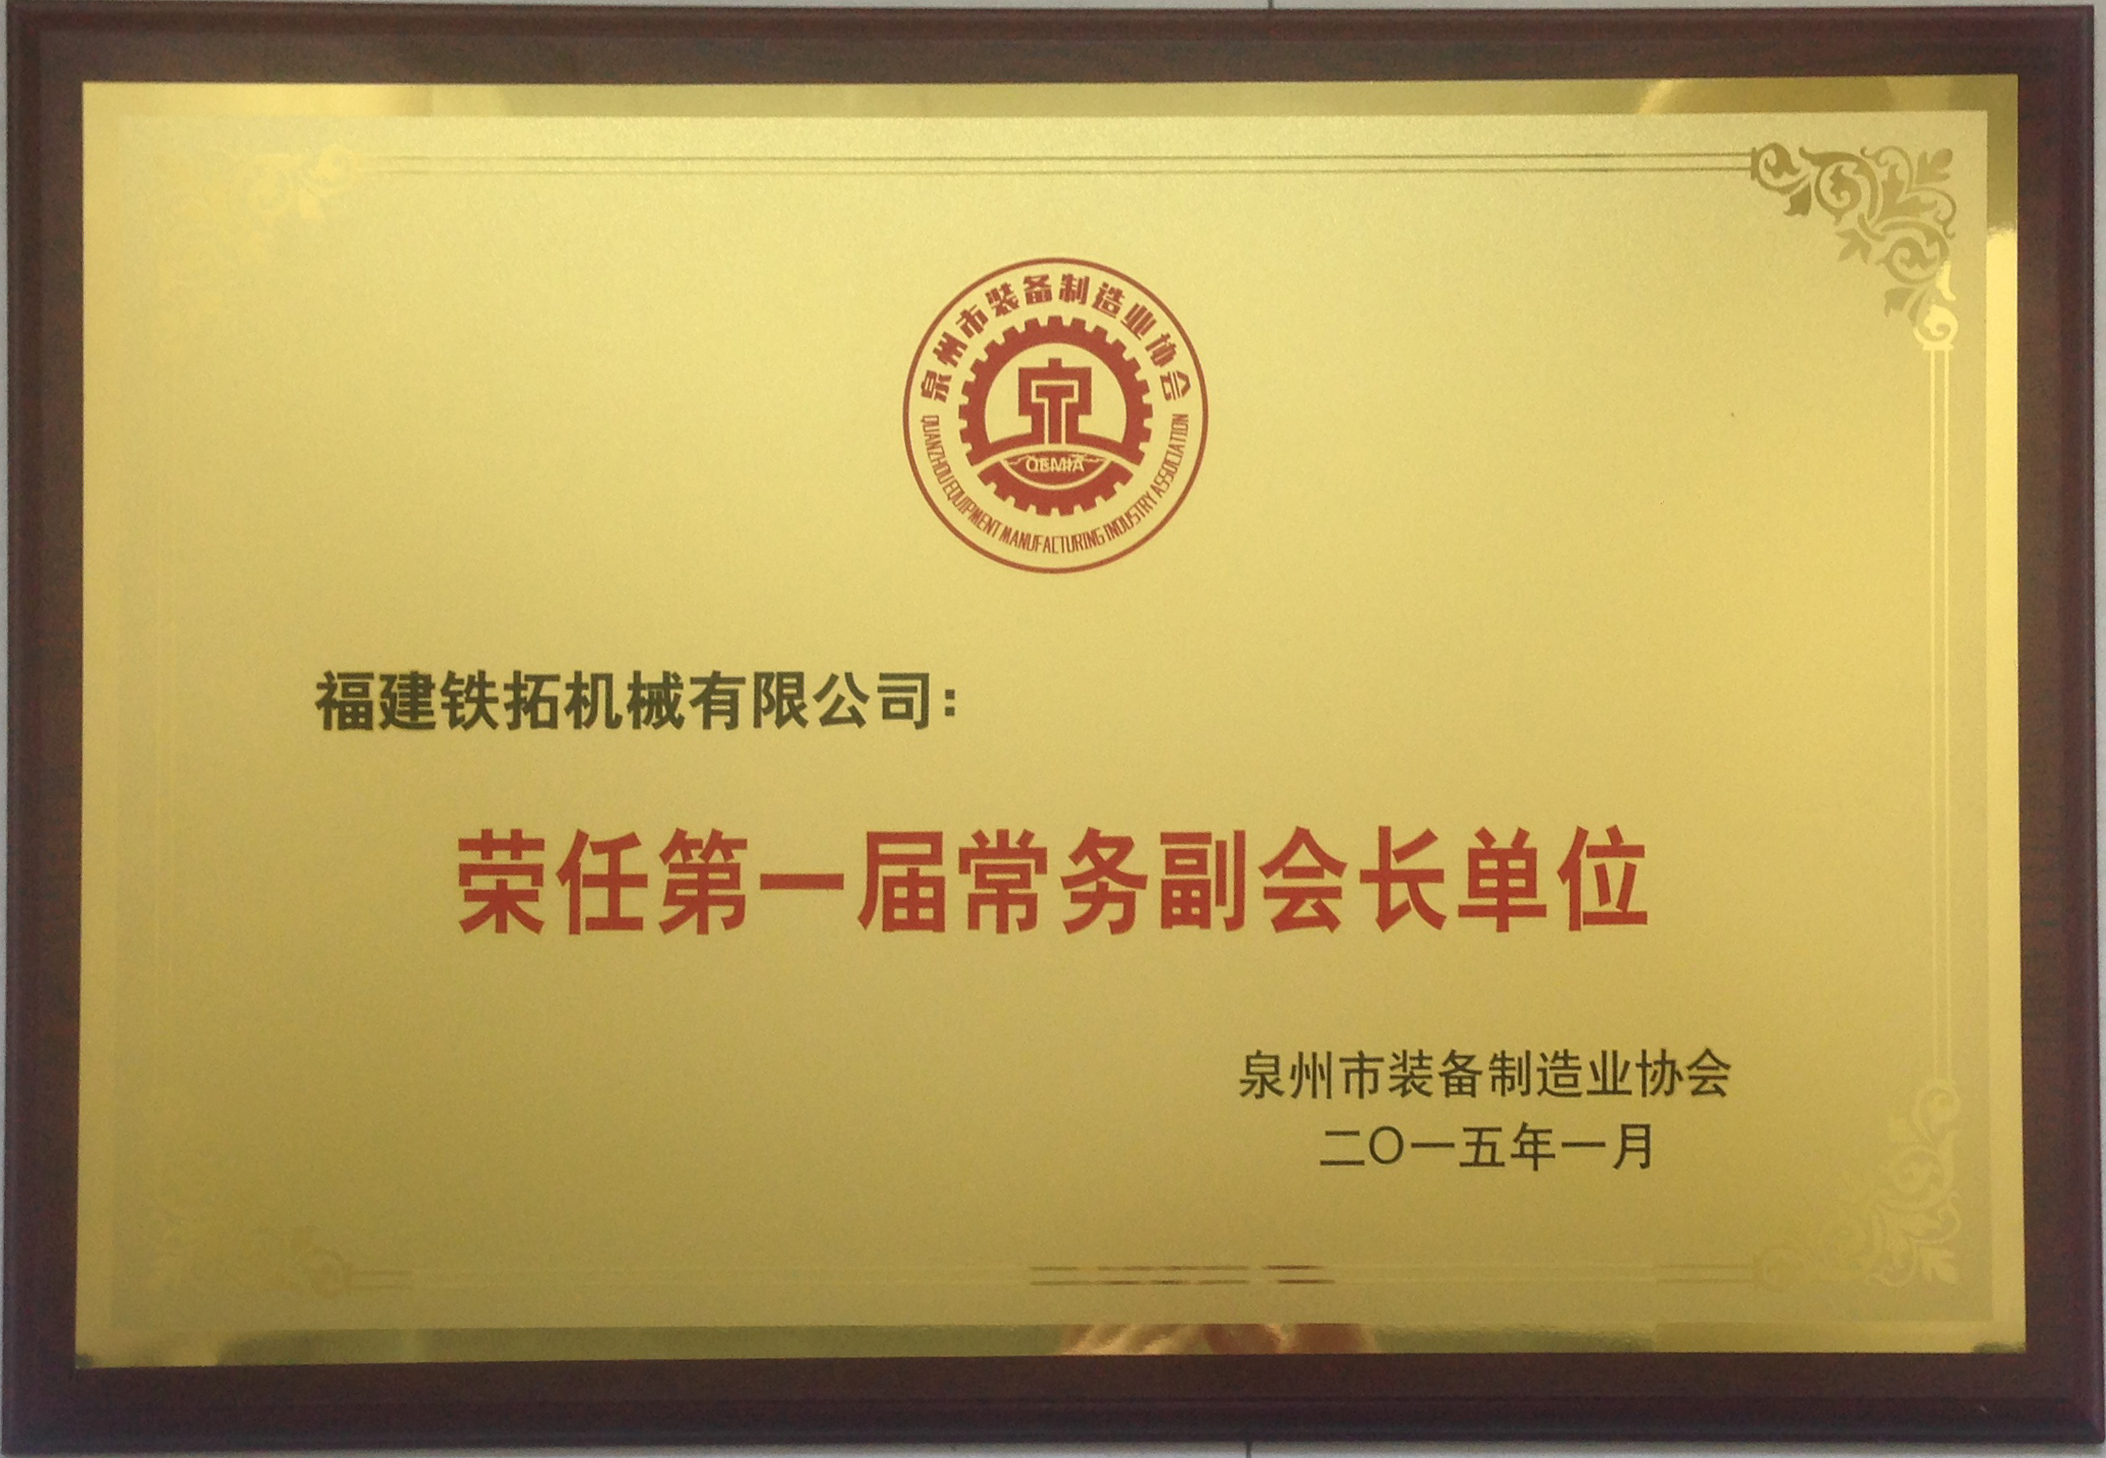 泉州市装备制造业协会
QEMIA
QUANZHOU EQUIPMENT MANUFACTURING INDUSTRY ASSOCIATION
福建铁拓机械有限公司：
荣任第一届常务副会长单位
泉州市装备制造业协会
二〇一五年一月